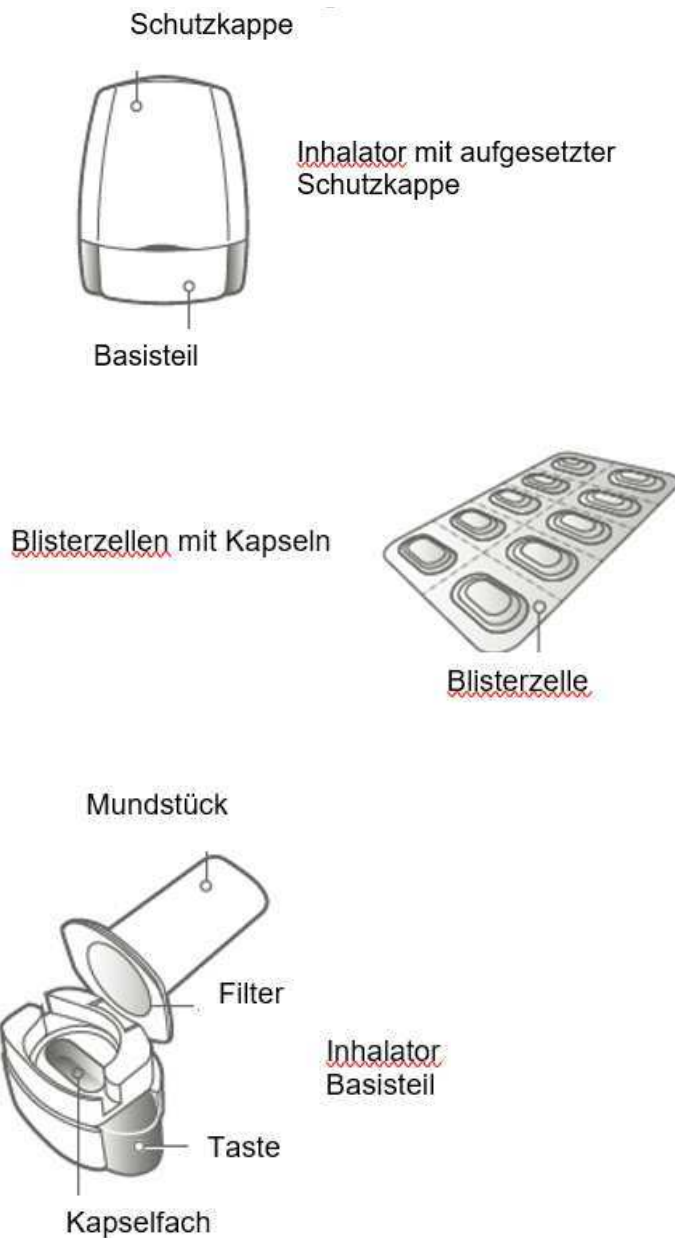 Schutzkappe
Inhalator mit aufgesetzter
Schutzkappe
Basisteil
Blisterzellen mit Kapseln
Blisterzelle
Mundstück
Filter
Inhalator
Basisteil
Taste
Kapselfach